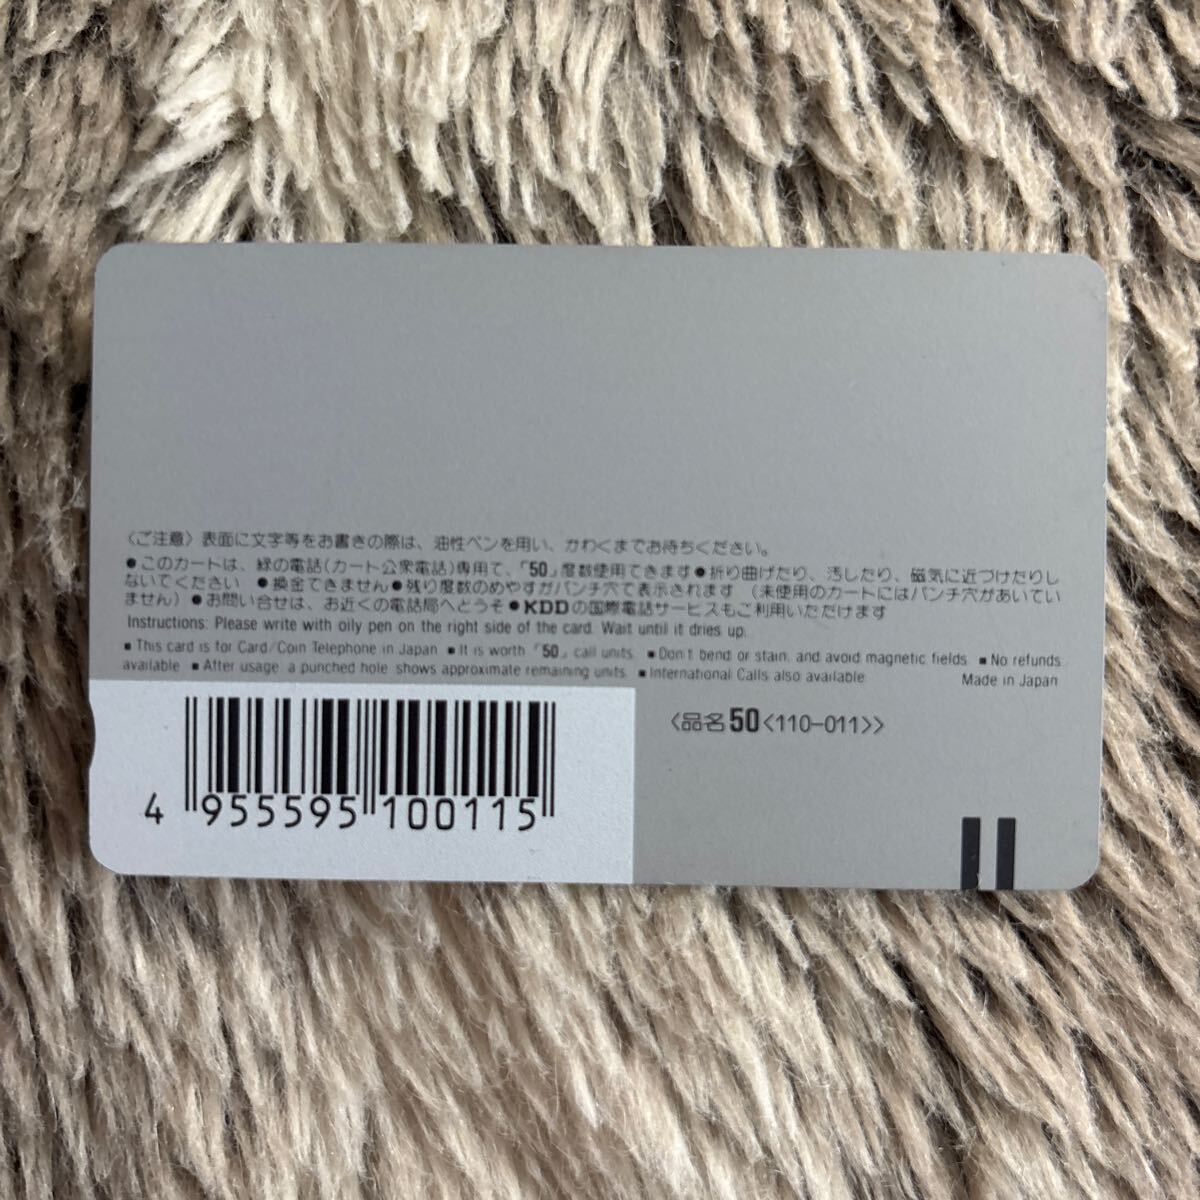 〈ご注意〉表面に文字等をお書きの際は、油性ペンを用い、かわくまでお待ちください。
●このカードは、緑の電話(カード公衆電話)専用で、「50」度数使用できます●折り曲げたり、汚したり、磁気に近づけたりし
ないでください ●換金できません●残り度数のめやすがパンチ穴で表示されます (未使用のカードにはパンチ穴があいてい
ません) ●お問い合せは、お近くの電話局へどうぞ●KDDの国際電話サービスもご利用いただけます
Instructions: Please write with oily pen on the right side of the card. Wait until it dries up.
■This card is for Card/Coin Telephone in Japan ■It is worth「50」call units ■Don't bend or stain, and avoid magnetic fields ■No refunds
available ■After usage a punched hole shows approximate remaining units ■International Calls also available
Made in Japan
〈品名50〈110-011〉〉
4 955595 100115